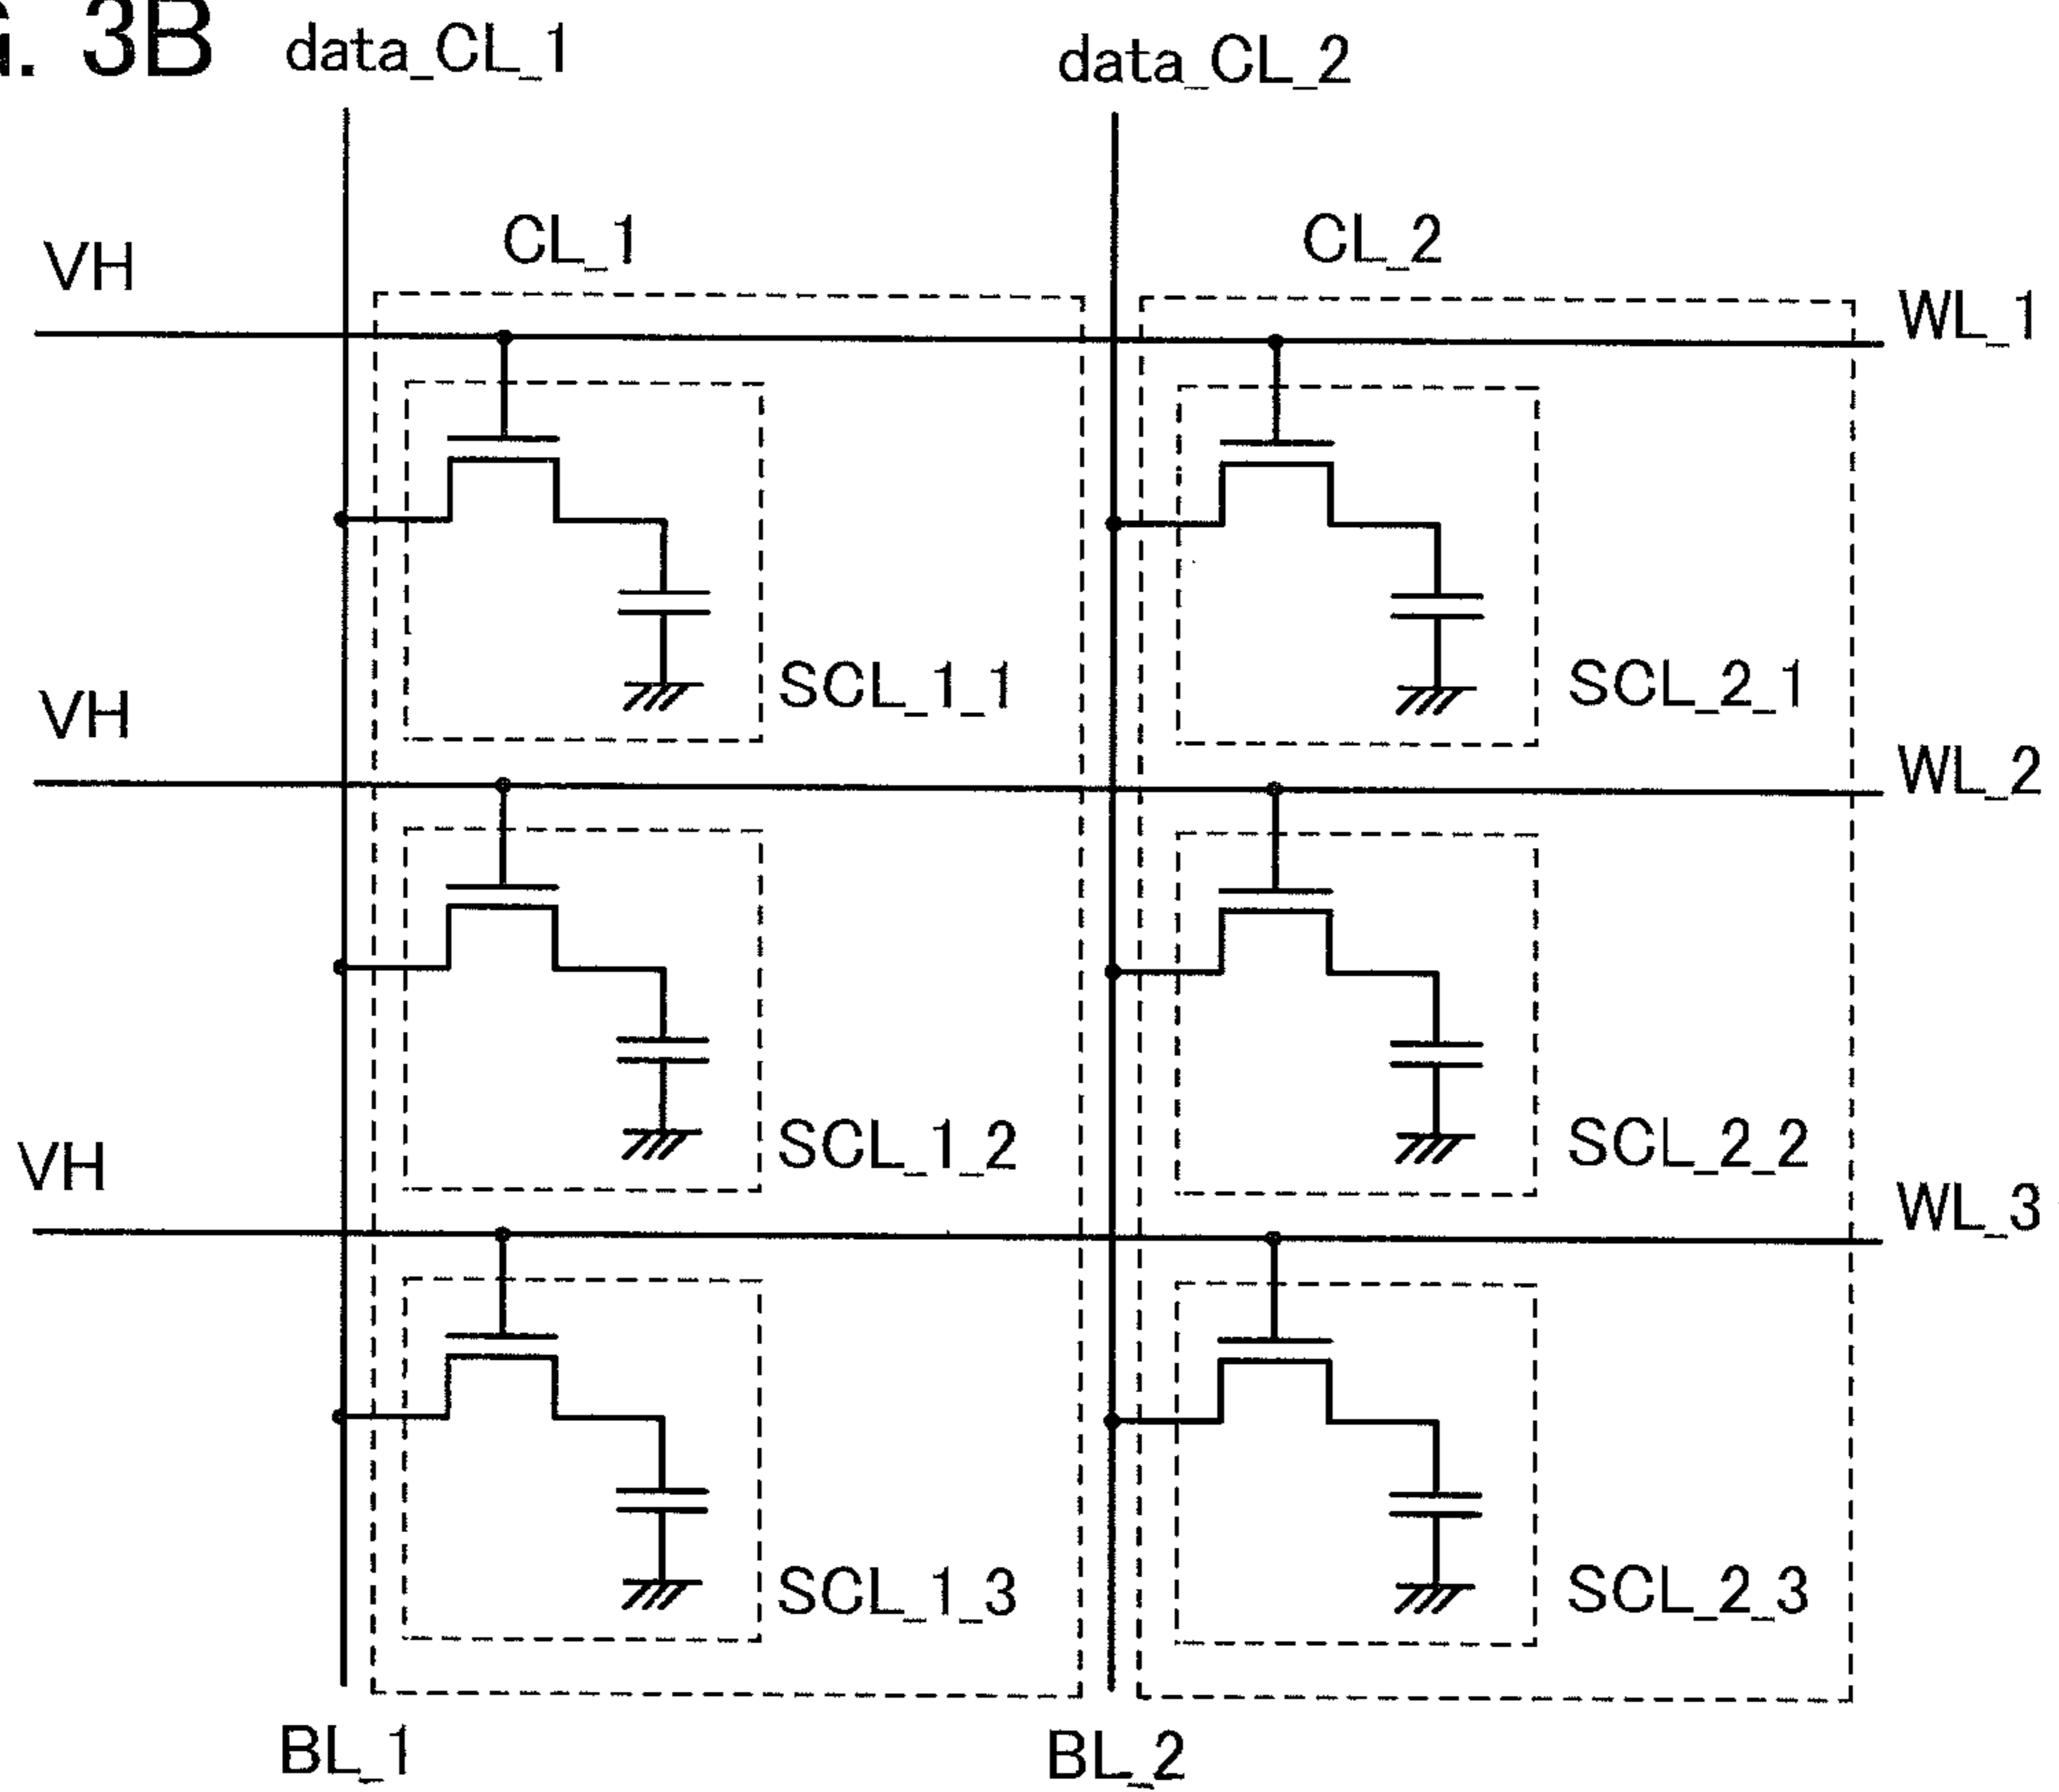 3B
data_CL_1
data_CL_2
CL_1
CL_2
VH
WL_1
SCL_1_1
SCL_2_1
VH
WL_2
SCL_1_2
SCL_2_2
VH
WL_3
SCL_1_3
SCL_2_3
BL_1
BL_2